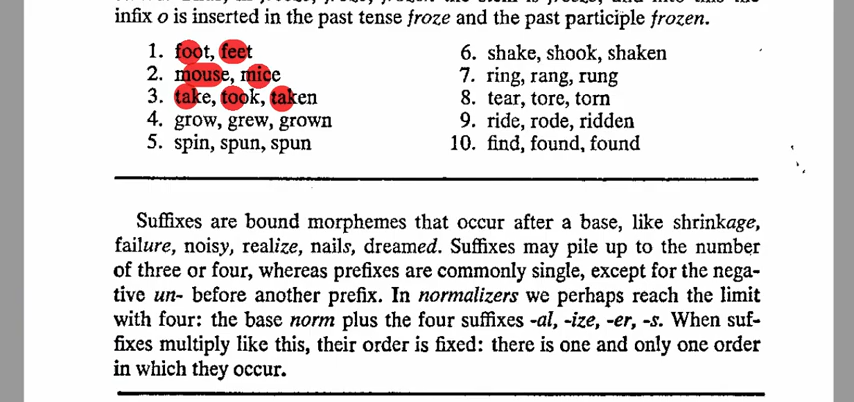 infix o is inserted in the past tense froze and the past participle frozen.
1. foot, feet
2. mouse, mice
3. take, took, taken
4. grow, grew, grown
5. spin, spun, spun
6. shake, shook, shaken
7. ring, rang, rung
8. tear, tore, torn
9. ride, rode, ridden
10. find, found, found
Suffixes are bound morphemes that occur after a base, like shrinkage,
failure, noisy, realize, nails, dreamed. Suffixes may pile up to the number
of three or four, whereas prefixes are commonly single, except for the nega-
tive un- before another prefix. In normalizers we perhaps reach the limit
with four: the base norm plus the four suffixes -al, -ize, -er, -s. When suf-
fixes multiply like this, their order is fixed: there is one and only one order
in which they occur.